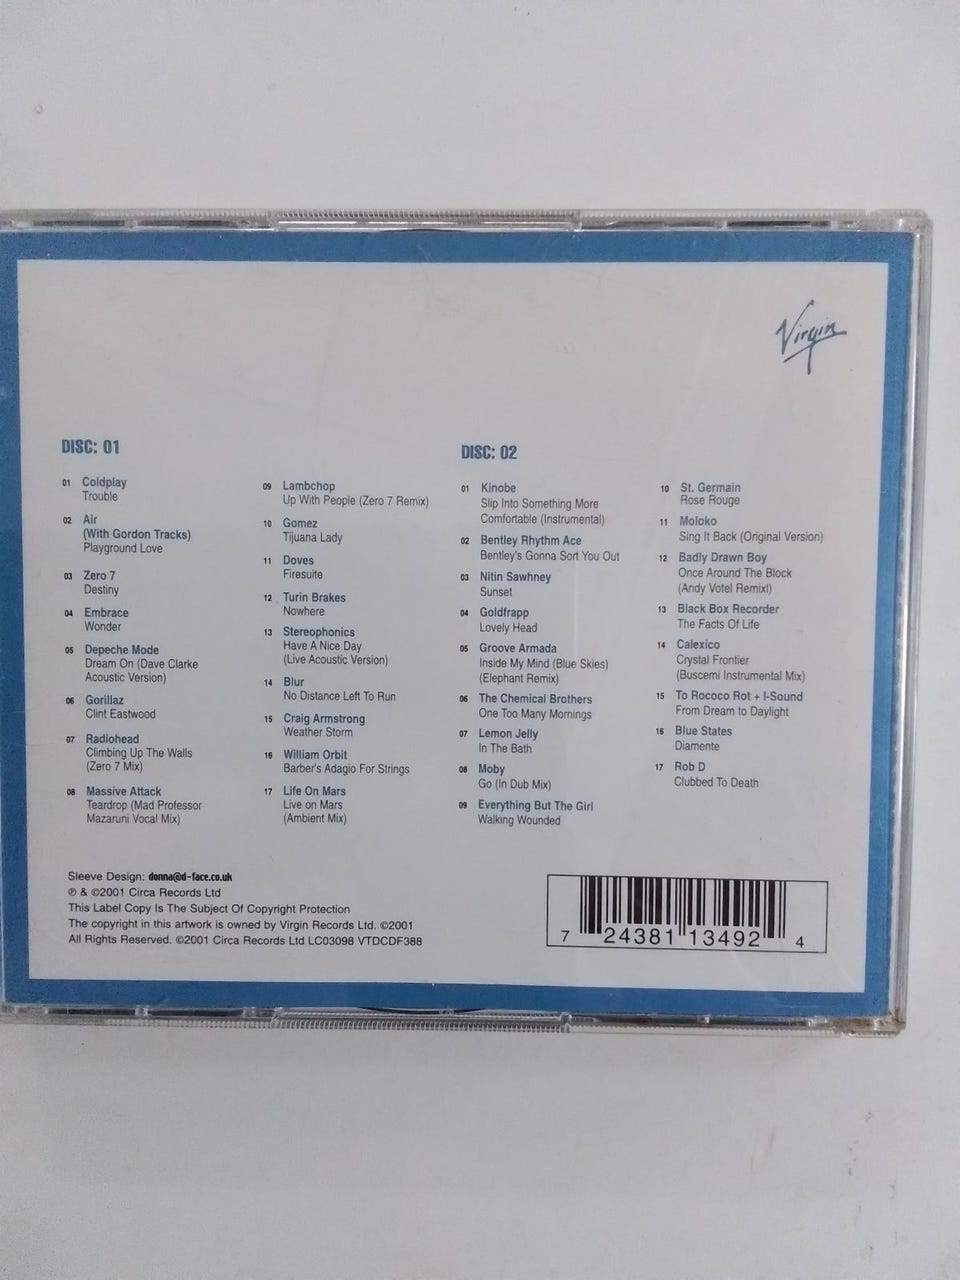 Virgin
DISC: 01
01 Coldplay
Trouble
02 Air
(With Gordon Tracks)
Playground Love
03 Zero 7
Destiny
04 Embrace
Wonder
05 Depeche Mode
Dream On (Dave Clarke
Acoustic Version)
06 Gorillaz
Clint Eastwood
07 Radiohead
Climbing Up The Walls
(Zero 7 Mix)
08 Massive Attack
Teardrop (Mad Professor
Mazaruni Vocal Mix)
09 Lambchop
Up With People (Zero 7 Remix)
10 Gomez
Tijuana Lady
11 Doves
Firesuite
12 Turin Brakes
Nowhere
13 Stereophonics
Have A Nice Day
(Live Acoustic Version)
14 Blur
No Distance Left To Run
15 Craig Armstrong
Weather Storm
16 William Orbit
Barber's Adagio For Strings
17 Life On Mars
Live on Mars
(Ambient Mix)
DISC: 02
01 Kinobe
Slip Into Something More
Comfortable (Instrumental)
02 Bentley Rhythm Ace
Bentley's Gonna Sort You Out
03 Nitin Sawhney
Sunset
04 Goldfrapp
Lovely Head
05 Groove Armada
Inside My Mind (Blue Skies)
(Elephant Remix)
06 The Chemical Brothers
One Too Many Mornings
07 Lemon Jelly
In The Bath
08 Moby
Go (In Dub Mix)
09 Everything But The Girl
Walking Wounded
10 St. Germain
Rose Rouge
11 Moloko
Sing It Back (Original Version)
12 Badly Drawn Boy
Once Around The Block
(Andy Votel Remixl)
13 Black Box Recorder
The Facts Of Life
14 Calexico
Crystal Frontier
(Buscemi Instrumental Mix)
15 To Rococo Rot + I-Sound
From Dream to Daylight
16 Blue States
Diamente
17 Rob D
Clubbed To Death
Sleeve Design: donna@d-face.co.uk
℗ & ©2001 Circa Records Ltd
This Label Copy Is The Subject Of Copyright Protection
The copyright in this artwork is owned by Virgin Records Ltd. ©2001
All Rights Reserved. ©2001 Circa Records Ltd LC03098 VTDCDF388
7 24381 13492 4